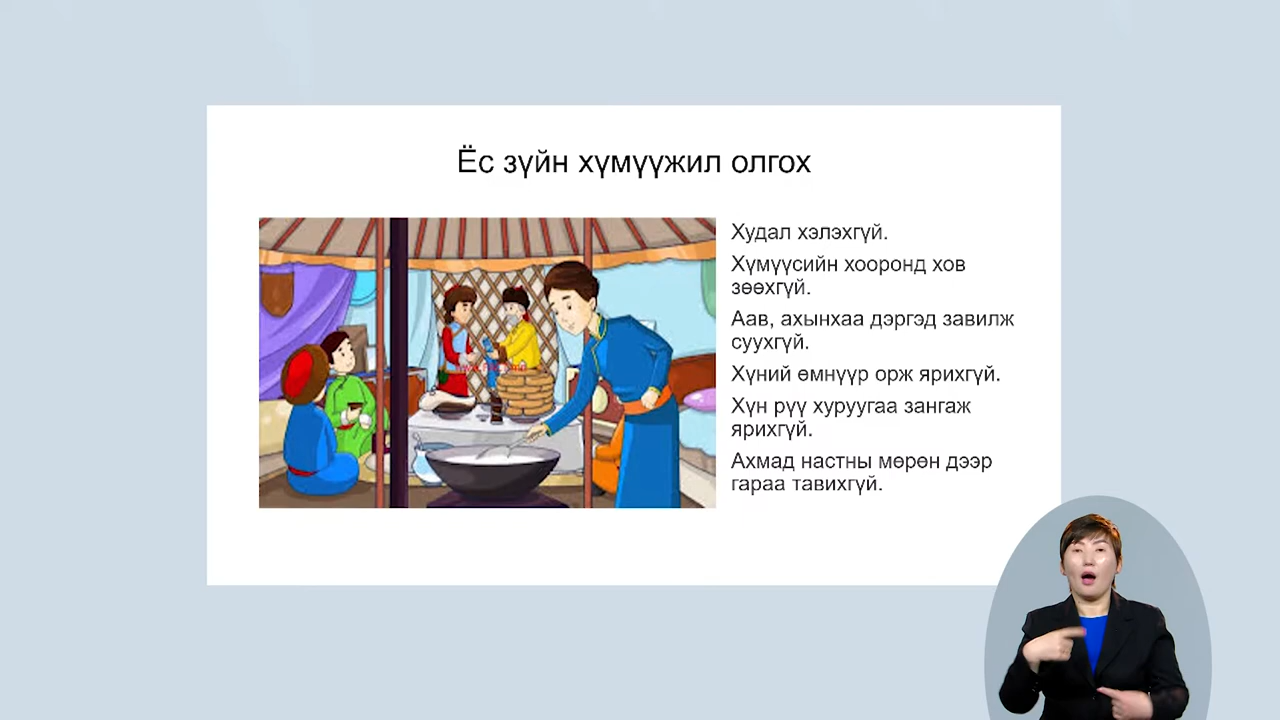 Ёс зүйн хүмүүжил олгох
Худал хэлэхгүй.
Хүмүүсийн хооронд хов
зөөхгүй.
Аав, ахынхаа дэргэд завилж
суухгүй.
Хүний өмнүүр орж ярихгүй.
Хүн рүү хуруугаа зангаж
ярихгүй.
Ахмад настны мөрөн дээр
гараа тавихгүй.